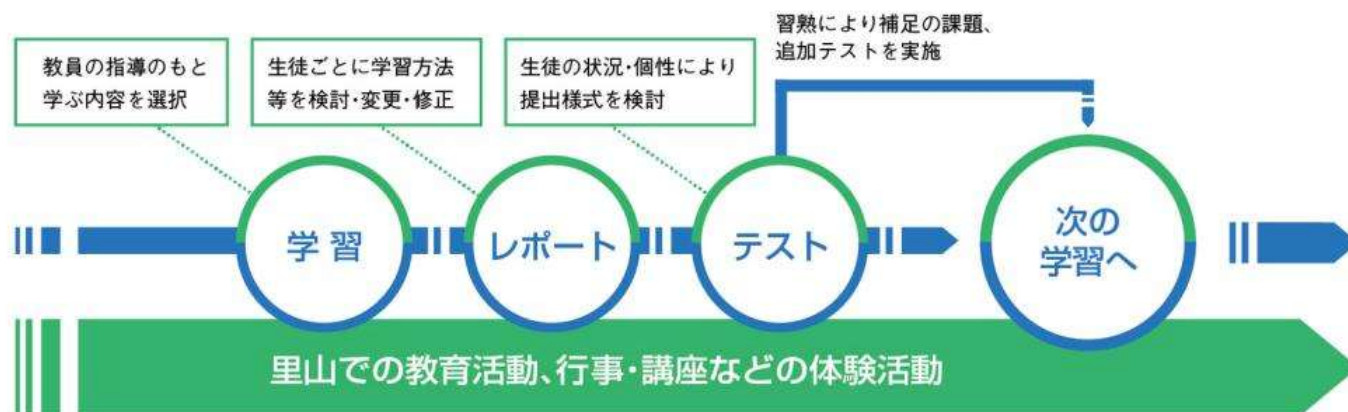 習熟により補足の課題、
追加テストを実施
教員の指導のもと
学ぶ内容を選択
生徒ごとに学習方法
等を検討・変更・修正
生徒の状況・個性により
提出様式を検討
学習
レポート
テスト
次の
学習へ
里山での教育活動、行事・講座などの体験活動